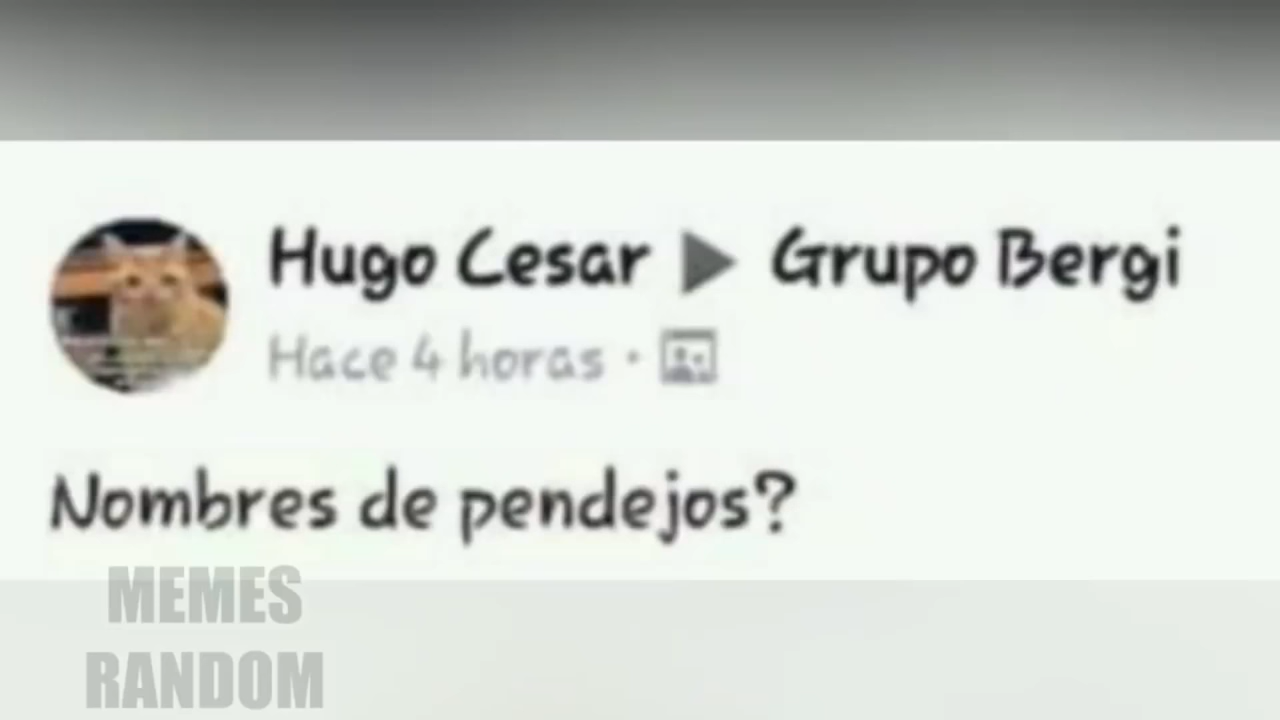 Hugo Cesar ▶ Grupo Bergi
Hace 4 horas ·
Nombres de pendejos?
MEMES
RANDOM